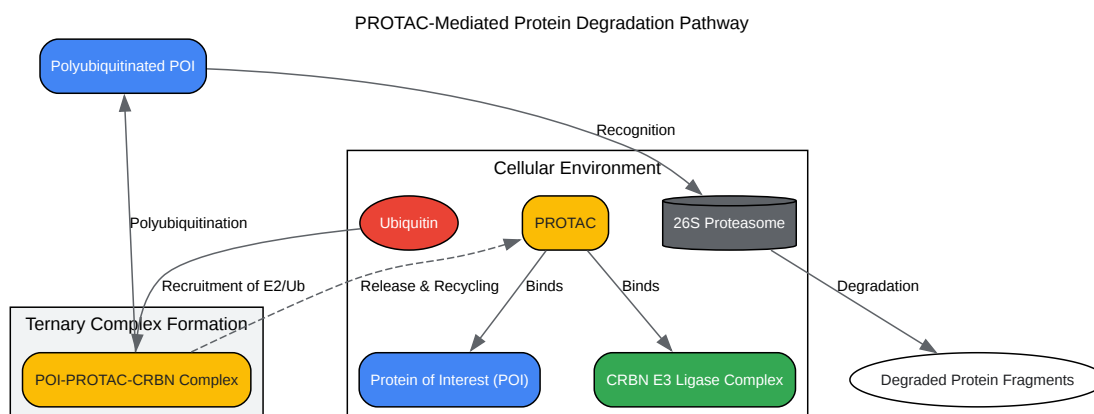 PROTAC-Mediated Protein Degradation Pathway
Polyubiquitinated POI
Recognition
Cellular Environment
Ubiquitin
PROTAC
26S Proteasome
Polyubiquitination
Recruitment of E2/Ub
Release & Recycling
Binds
Binds
Degradation
Ternary Complex Formation
POI-PROTAC-CRBN Complex
Protein of Interest (POI)
CRBN E3 Ligase Complex
Degraded Protein Fragments